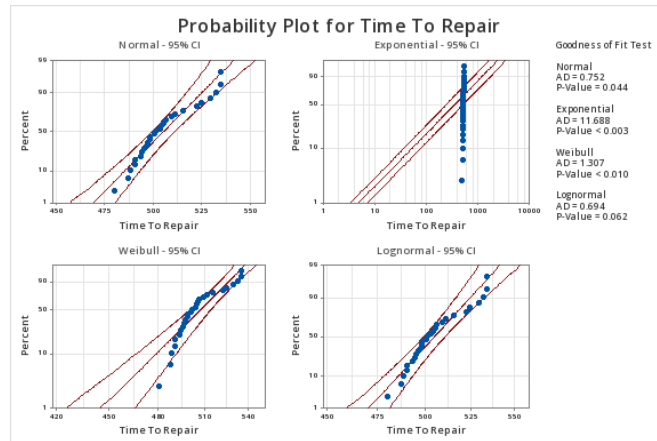 Probability Plot for Time To Repair
Normal - 95% CI
Percent
99
90
50
10
1
450 500 550
Time To Repair
Exponential - 95% CI
Percent
99
90
50
10
1
1 10 100 1000 10000
Time To Repair
Goodness of Fit Test
Normal
AD = 0.752
P-Value = 0.044
Exponential
AD = 11.688
P-Value < 0.003
Weibull
AD = 1.307
P-Value < 0.010
Lognormal
AD = 0.694
P-Value = 0.062
Weibull - 95% CI
Percent
99
90
50
10
1
420 450 480 510 540
Time To Repair
Lognormal - 95% CI
Percent
99
90
50
10
1
450 475 500 525 550
Time To Repair